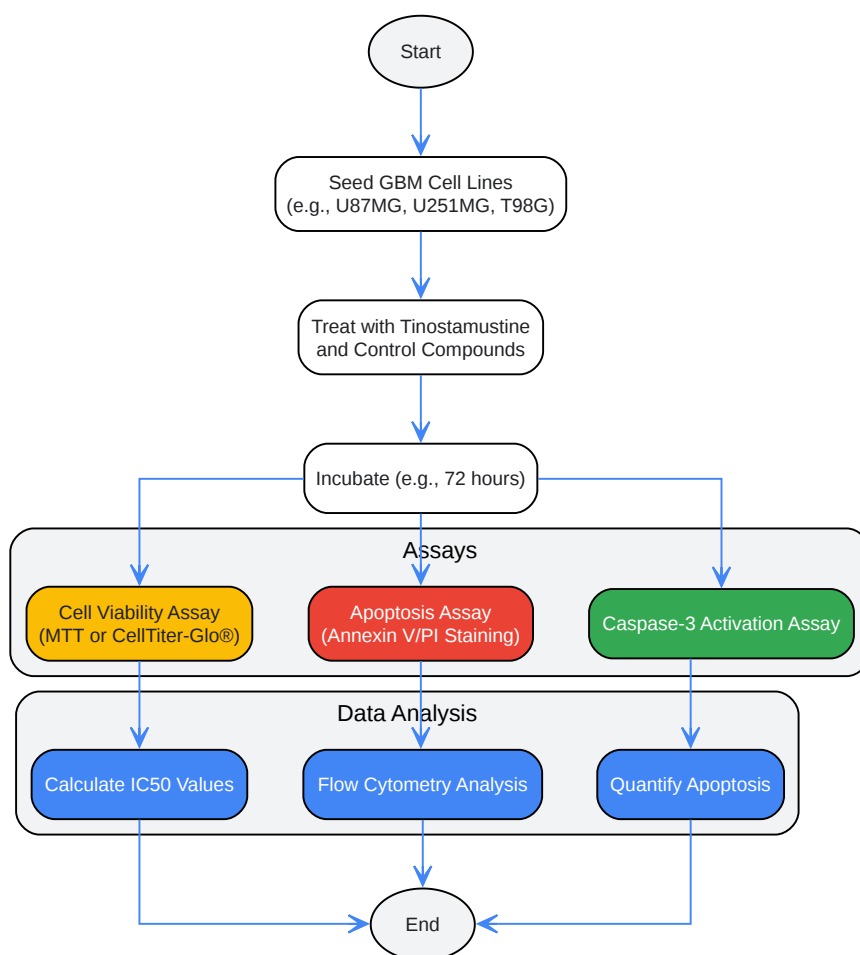 Start
Seed GBM Cell Lines
(e.g., U87MG, U251MG, T98G)
Treat with Tinostamustine
and Control Compounds
Incubate (e.g., 72 hours)
Assays
Cell Viability Assay
(MTT or CellTiter-Glo®)
Apoptosis Assay
(Annexin V/PI Staining)
Caspase-3 Activation Assay
Data Analysis
Calculate IC50 Values
Flow Cytometry Analysis
Quantify Apoptosis
End